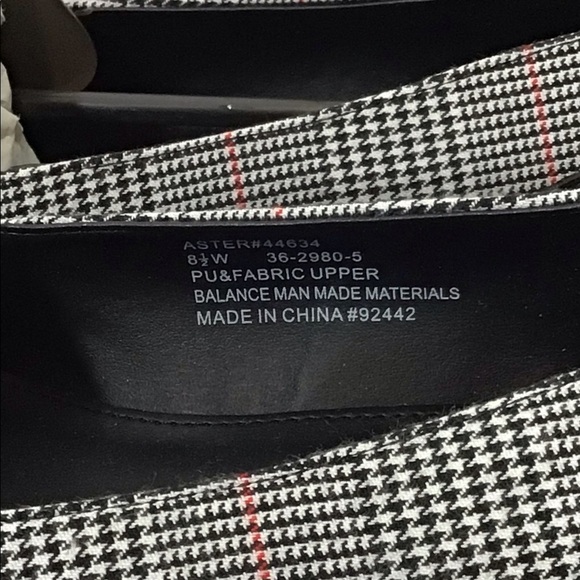 ASTER#44634
8½W 36-2980-5
PU&FABRIC UPPER
BALANCE MAN MADE MATERIALS
MADE IN CHINA #92442